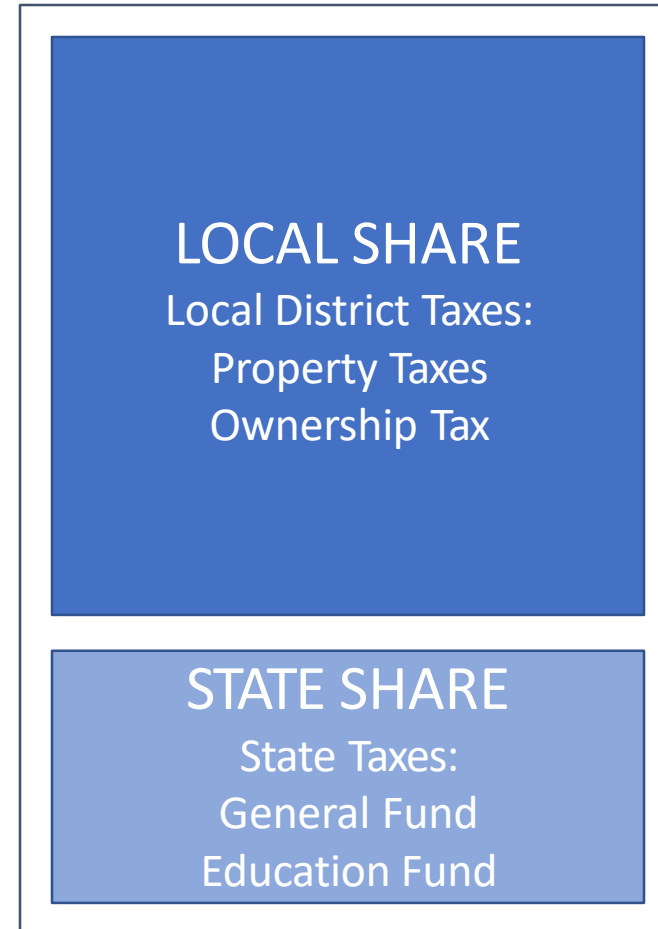 LOCAL SHARE
Local District Taxes:
Property Taxes
Ownership Tax
STATE SHARE
State Taxes:
General Fund
Education Fund